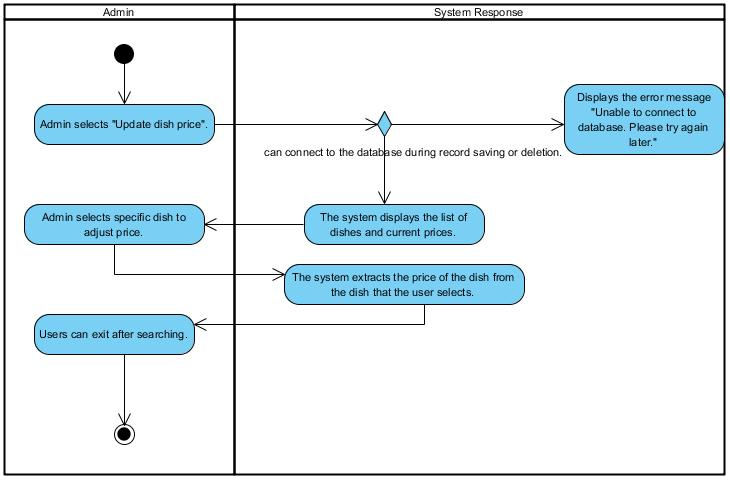 Admin
System Response
Admin selects "Update dish price".
Displays the error message
"Unable to connect to
database. Please try again
later."
can connect to the database during record saving or deletion.
Admin selects specific dish to
adjust price.
The system displays the list of
dishes and current prices.
The system extracts the price of the dish from
the dish that the user selects.
Users can exit after searching.